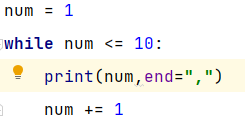 num = 1
while num <= 10:
    print(num,end=",")
    num += 1